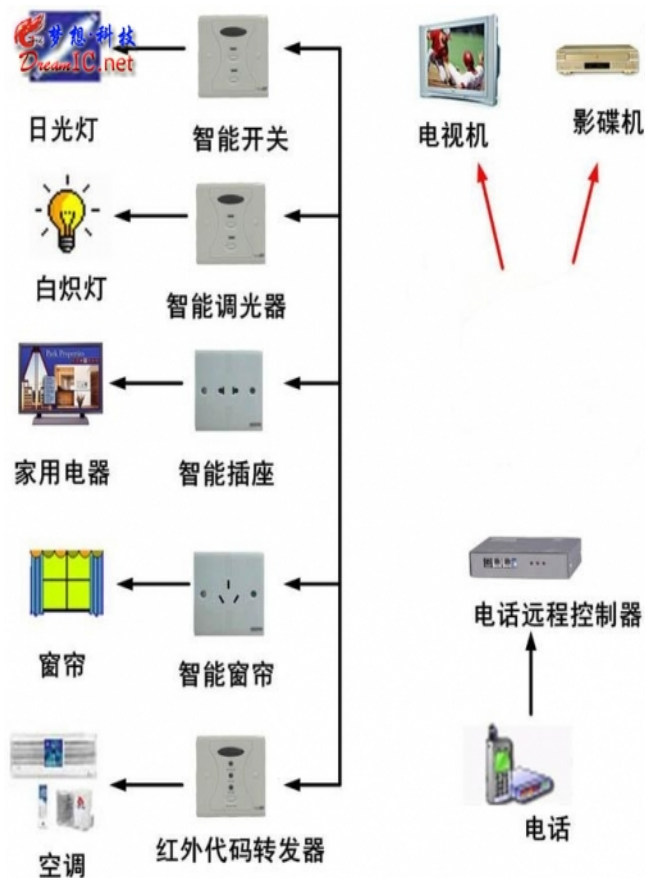 梦想·科技
DreamIC.net
日光灯
智能开关
电视机
影碟机
白炽灯
智能调光器
家用电器
智能插座
窗帘
智能窗帘
电话远程控制器
空调
红外代码转发器
电话